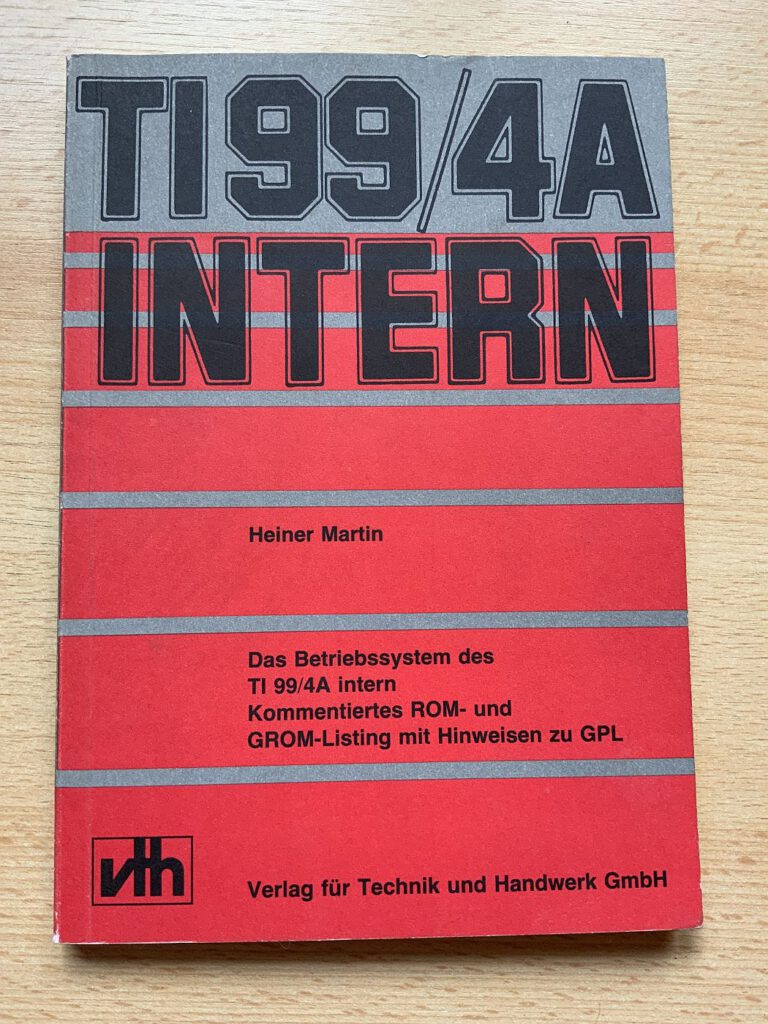 TI99/4A
INTERN
Heiner Martin
Das Betriebssystem des
TI 99/4A intern
Kommentiertes ROM- und
GROM-Listing mit Hinweisen zu GPL
vth
Verlag für Technik und Handwerk GmbH